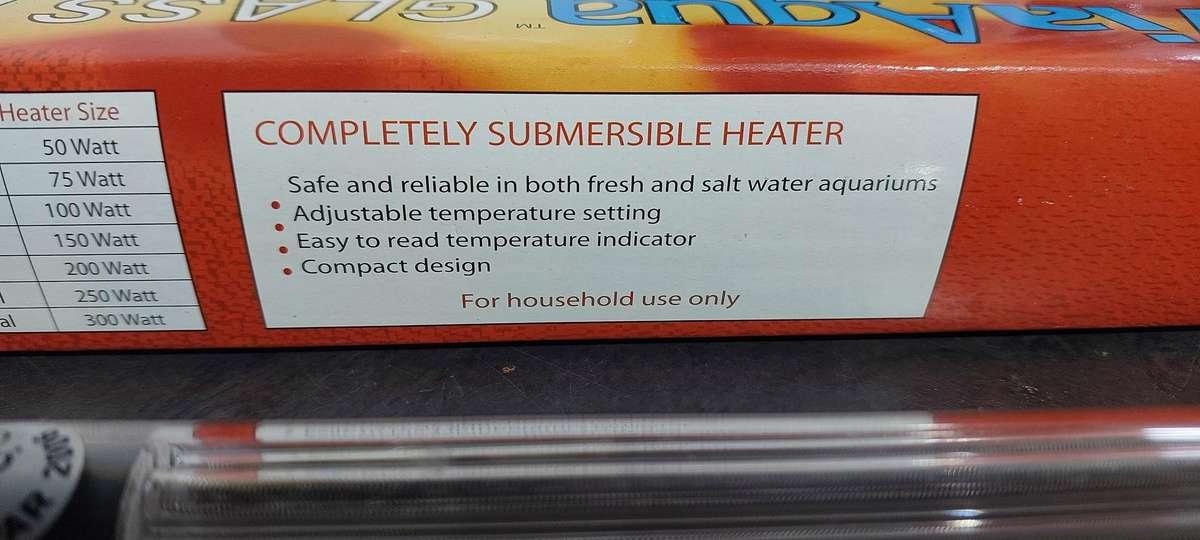 GLASS
Aqua
TM
Heater Size
50 Watt
75 Watt
100 Watt
150 Watt
200 Watt
250 Watt
al 300 Watt
COMPLETELY SUBMERSIBLE HEATER
Safe and reliable in both fresh and salt water aquariums
• Adjustable temperature setting
• Easy to read temperature indicator
• Compact design
For household use only